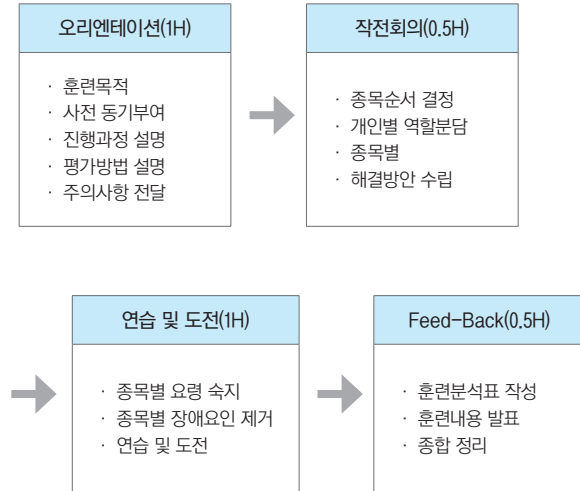 오리엔테이션(1H)
· 훈련목적
· 사전 동기부여
· 진행과정 설명
· 평가방법 설명
· 주의사항 전달
작전회의(0.5H)
· 종목순서 결정
· 개인별 역할분담
· 종목별
· 해결방안 수립
연습 및 도전(1H)
· 종목별 요령 숙지
· 종목별 장애요인 제거
· 연습 및 도전
Feed-Back(0.5H)
· 훈련분석표 작성
· 훈련내용 발표
· 종합 정리